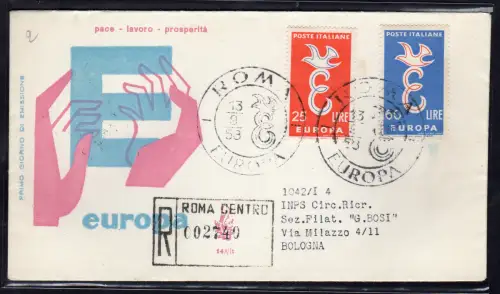 2
pace - lavoro - prosperità
PRIMO GIORNO DI EMISSIONE
E
europa
POSTE ITALIANE
25 LIRE
EUROPA
POSTE ITALIANE
60 LIRE
EUROPA
ROMA
13
9
58
EUROPA
13
EUROPA
R
ROMA CENTRO
002740
1042/I 4
INPS Circ.Ricr.
Sez.Filat. "G.BOSI"
Via Milazzo 4/11
BOLOGNA